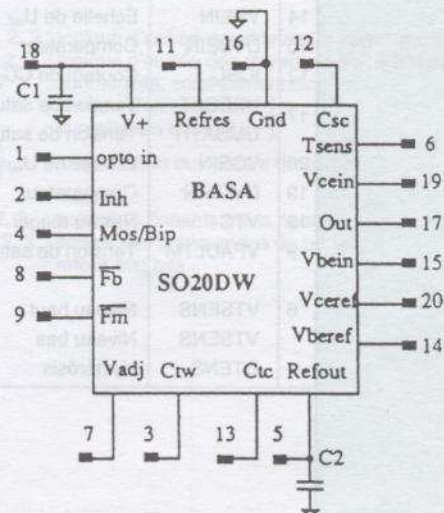 18
11
16
12
C1
V+
Refres
Gnd
Csc
1
opto in
Tsens
6
2
Inh
BASA
Vcein
19
4
Mos/Bip
Out
17
8
Fb
SO20DW
Vbein
15
9
Fm
Vceref
20
Vberef
14
Vadj
Ctw
Ctc
Refout
7
3
13
5
C2